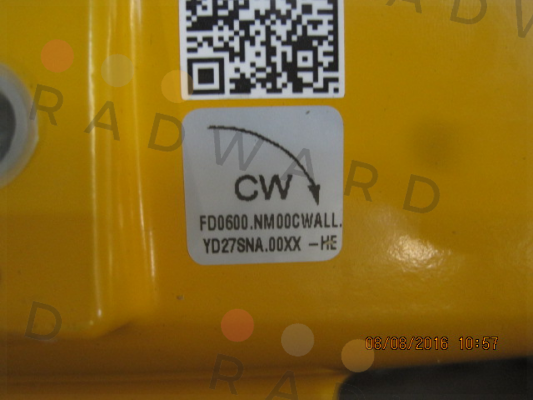 RADWARD
CW
FD0600.NM00CWALL.
YD27SNA.00XX -HE
08/08/2016 10:57